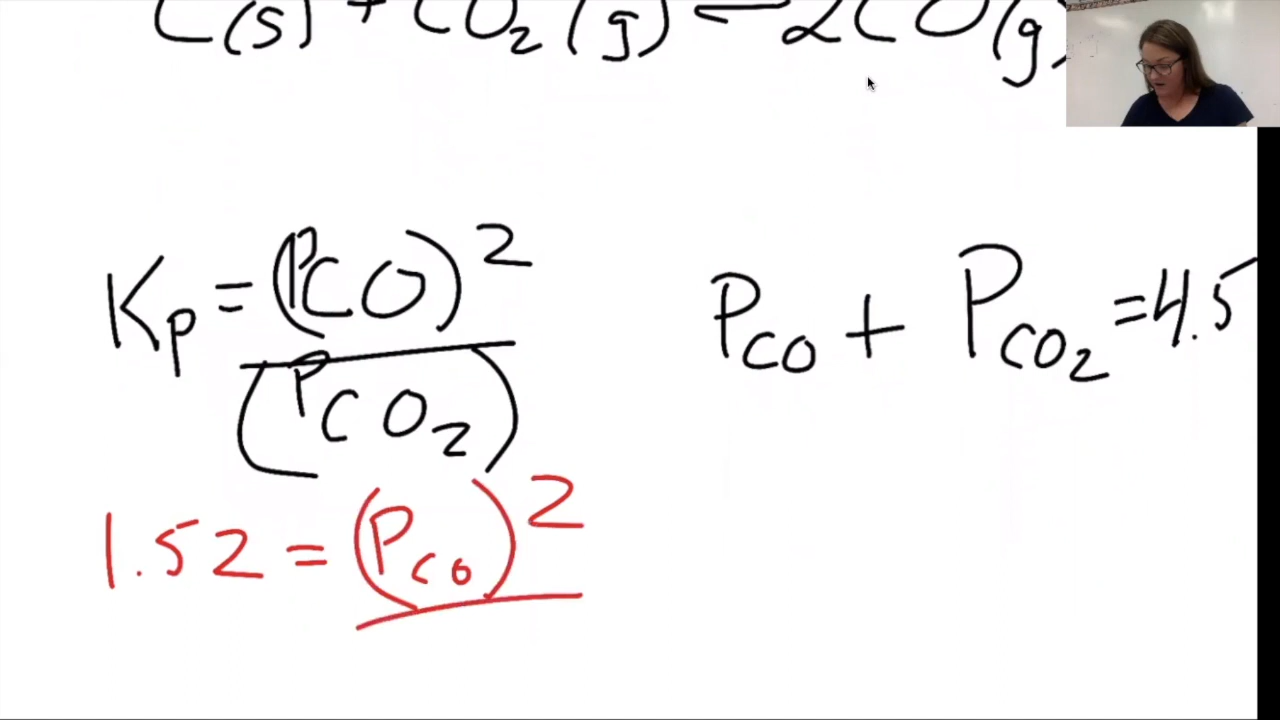 C(s) + CO₂(g) ⇌ 2CO(g)
Kp = (PCO)²
(PCO₂)
PCO + PCO₂ = 4.5
1.52 = (PCO)²